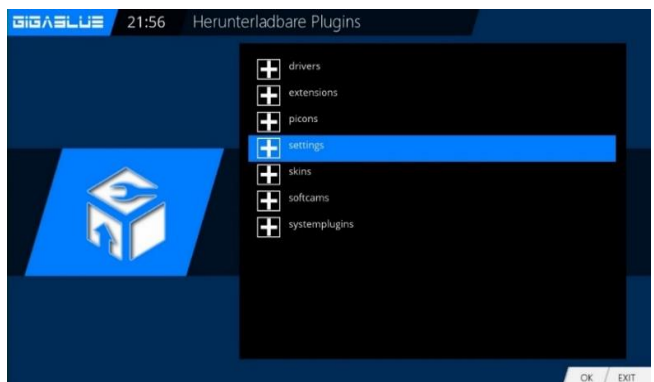 GIGABLUE 21:56 Herunterladbare Plugins
drivers
extensions
picons
settings
skins
softcams
systemplugins
OK EXIT